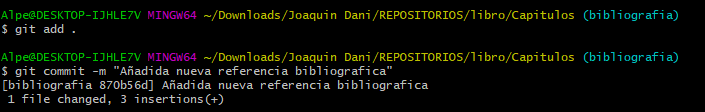 Alpe@DESKTOP-IJHLE7V MINGW64 ~/Downloads/Joaquin Dani/REPOSITORIOS/libro/Capitulos (bibliografia)
$ git add .
Alpe@DESKTOP-IJHLE7V MINGW64 ~/Downloads/Joaquin Dani/REPOSITORIOS/libro/Capitulos (bibliografia)
$ git commit -m "Añadida nueva referencia bibliografica"
[bibliografia 870b56d] Añadida nueva referencia bibliografica
1 file changed, 3 insertions(+)